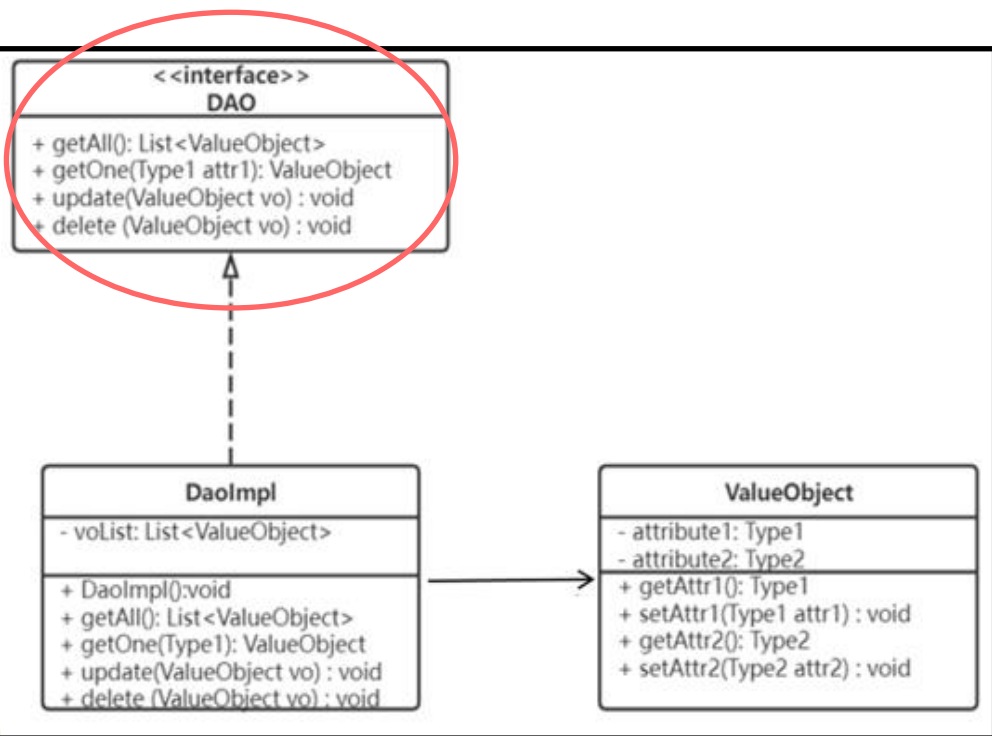 <<interface>>
DAO
+ getAll(): List<ValueObject>
+ getOne(Type1 attr1): ValueObject
+ update(ValueObject vo) : void
+ delete (ValueObject vo) : void
DaoImpl
- voList: List<ValueObject>
+ DaoImpl():void
+ getAll(): List<ValueObject>
+ getOne(Type1): ValueObject
+ update(ValueObject vo) : void
+ delete (ValueObject vo) : void
ValueObject
- attribute1: Type1
- attribute2: Type2
+ getAttr1(): Type1
+ setAttr1(Type1 attr1) : void
+ getAttr2(): Type2
+ setAttr2(Type2 attr2) : void